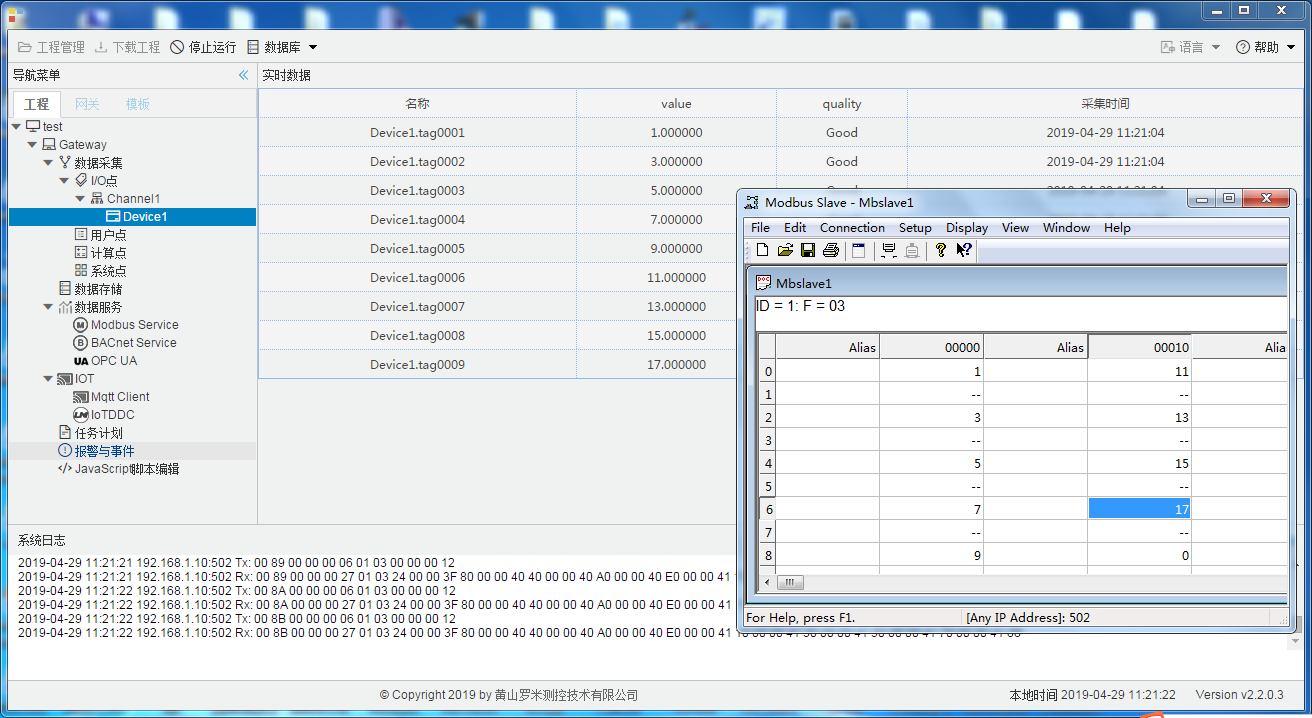 工程管理 下载工程 停止运行 数据库 语言 帮助
导航菜单 实时数据
工程 网关 模板
test
Gateway
数据采集
I/O点
Channel1
Device1
用户点
计算点
系统点
数据存储
数据服务
Modbus Service
BACnet Service
UA OPC UA
IOT
Mqtt Client
IoTDDC
任务计划
报警与事件
JavaScript脚本编辑
名称 value quality 采集时间
Device1.tag0001 1.000000 Good 2019-04-29 11:21:04
Device1.tag0002 3.000000 Good 2019-04-29 11:21:04
Device1.tag0003 5.000000
Device1.tag0004 7.000000
Device1.tag0005 9.000000
Device1.tag0006 11.000000
Device1.tag0007 13.000000
Device1.tag0008 15.000000
Device1.tag0009 17.000000
Modbus Slave - Mbslave1
File Edit Connection Setup Display View Window Help
Mbslave1
ID = 1: F = 03
Alias 00000 Alias 00010 Alia
0 1 11
1 -- --
2 3 13
3 -- --
4 5 15
5 -- --
6 7 17
7 -- --
8 9 0
For Help, press F1. [Any IP Address]: 502
系统日志
2019-04-29 11:21:21 192.168.1.10:502 Tx: 00 89 00 00 00 06 01 03 00 00 00 12
2019-04-29 11:21:21 192.168.1.10:502 Rx: 00 89 00 00 00 27 01 03 24 00 00 3F 80 00 00 40 40 00 00 40 A0 00 00 40 E0 00 00 41
2019-04-29 11:21:22 192.168.1.10:502 Tx: 00 8A 00 00 00 06 01 03 00 00 00 12
2019-04-29 11:21:22 192.168.1.10:502 Rx: 00 8A 00 00 00 27 01 03 24 00 00 3F 80 00 00 40 40 00 00 40 A0 00 00 40 E0 00 00 41
2019-04-29 11:21:22 192.168.1.10:502 Tx: 00 8B 00 00 00 06 01 03 00 00 00 12
2019-04-29 11:21:22 192.168.1.10:502 Rx: 00 8B 00 00 00 27 01 03 24 00 00 3F 80 00 00 40 40 00 00 40 A0 00 00 40 E0 00 00 41
© Copyright 2019 by 黄山罗米测控技术有限公司 本地时间 2019-04-29 11:21:22 Version v2.2.0.3